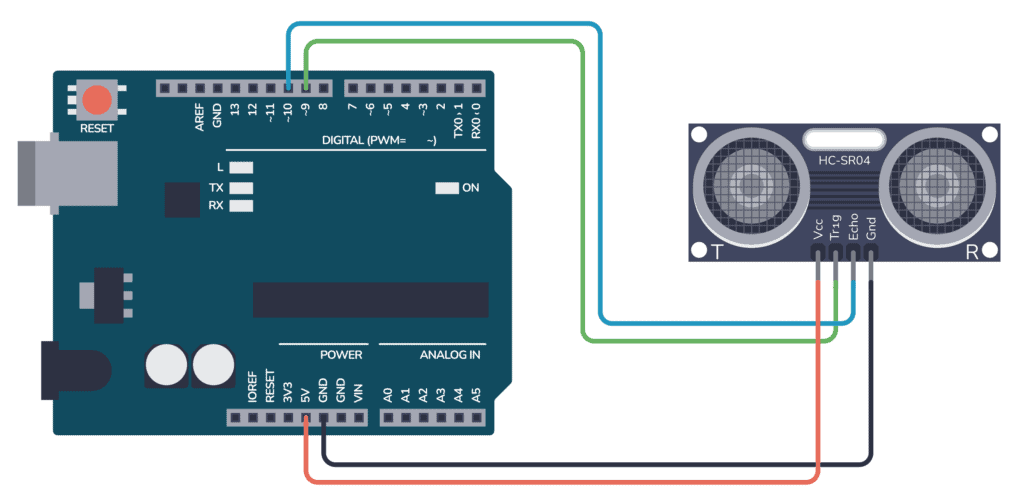 RESET
AREF
GND
13
12
~11
~10
~9
8
7
~6
~5
4
~3
2
TX0›1
RX0‹0
DIGITAL (PWM= ~)
L
TX
RX
ON
POWER
ANALOG IN
IOREF
RESET
3V3
5V
GND
GND
VIN
A0
A1
A2
A3
A4
A5
HC-SR04
Vcc
Tr1g
Echo
Gnd
T
R